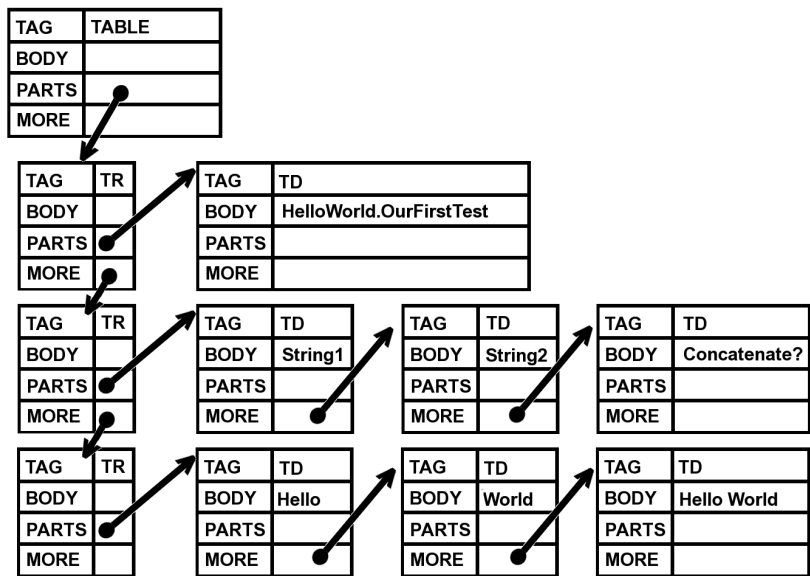 TAG TABLE
BODY
PARTS
MORE
TAG TR TAG TD
BODY BODY HelloWorld.OurFirstTest
PARTS PARTS
MORE MORE
TAG TR TAG TD TAG TD TAG TD
BODY BODY String1 BODY String2 BODY Concatenate?
PARTS PARTS PARTS PARTS
MORE MORE MORE MORE
TAG TR TAG TD TAG TD TAG TD
BODY BODY Hello BODY World BODY Hello World
PARTS PARTS PARTS PARTS
MORE MORE MORE MORE